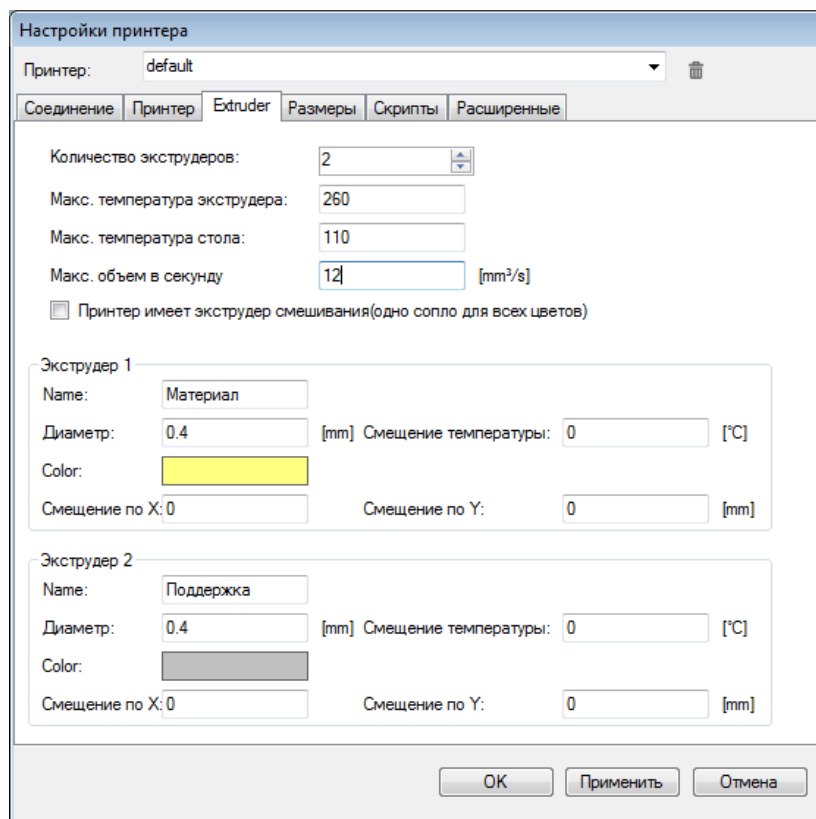 Настройки принтера
Принтер: default
Соединение Принтер Extruder Размеры Скрипты Расширенные
Количество экструдеров: 2
Макс. температура экструдера: 260
Макс. температура стола: 110
Макс. объем в секунду 12 [mm³/s]
Принтер имеет экструдер смешивания(одно сопло для всех цветов)
Экструдер 1
Name: Материал
Диаметр: 0.4 [mm] Смещение температуры: 0 [°C]
Color:
Смещение по X: 0 Смещение по Y: 0 [mm]
Экструдер 2
Name: Поддержка
Диаметр: 0.4 [mm] Смещение температуры: 0 [°C]
Color:
Смещение по X: 0 Смещение по Y: 0 [mm]
OK Применить Отмена